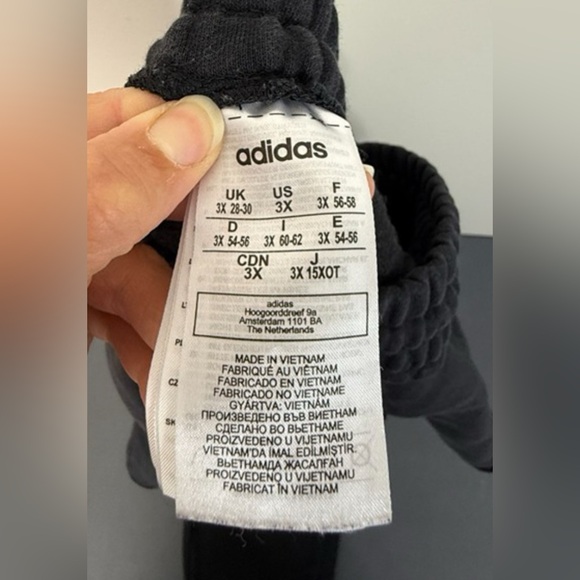 adidas
UK US F
3X 28-30 3X 3X 56-58
D I E
3X 54-56 3X 60-62 3X 54-56
CDN J
3X 3X 15XOT
adidas
Hoogoorddreef 9a
Amsterdam 1101 BA
The Netherlands
MADE IN VIETNAM
FABRIQUÉ AU VIÊTNAM
FABRICADO EN VIETNAM
FABRICADO NO VIETNAME
GYÁRTVA: VIETNÁM
ПРОИЗВЕДЕНО ВЪВ ВИЕТНАМ
СДЕЛАНО ВО ВЬЕТНАМЕ
PROIZVEDENO U VIJETNAMU
VIETNAM'DA İMAL EDİLMİŞTİR.
ВЬЕТНАМДА ЖАСАЛҒАН
PROIZVEDENO U VIJETNAMU
FABRICAT ÎN VIETNAM
CZ
SK